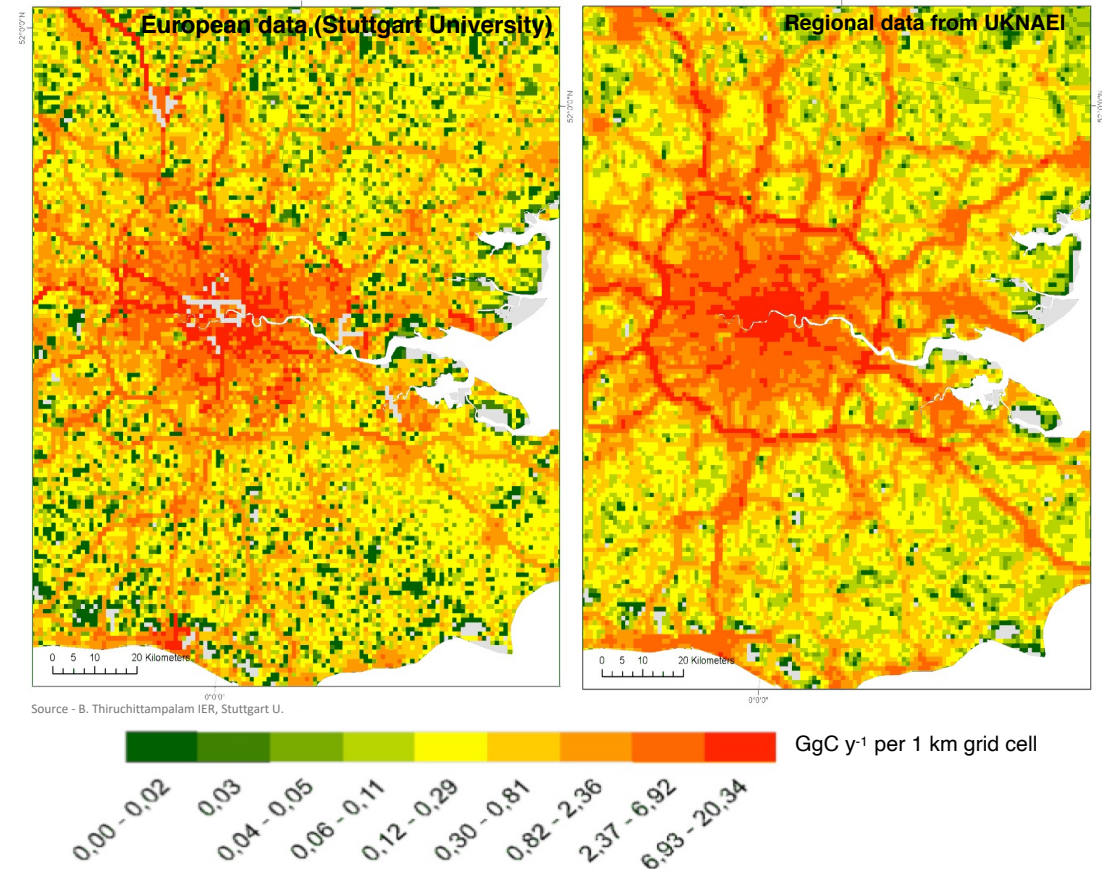 European data (Stuttgart University)
Regional data from UKNAEI
52°0'0"N
52°0'0"N
52°0'0"N
0 5 10 20 Kilometers
0 5 10 20 Kilometers
0°0'0"
0°0'0"
Source - B. Thiruchittampalam IER, Stuttgart U.
GgC y-1 per 1 km grid cell
0,00 - 0,02
0,03
0,04 - 0,05
0,06 - 0,11
0,12 - 0,29
0,30 - 0,81
0,82 - 2,36
2,37 - 6,92
6,93 - 20,34